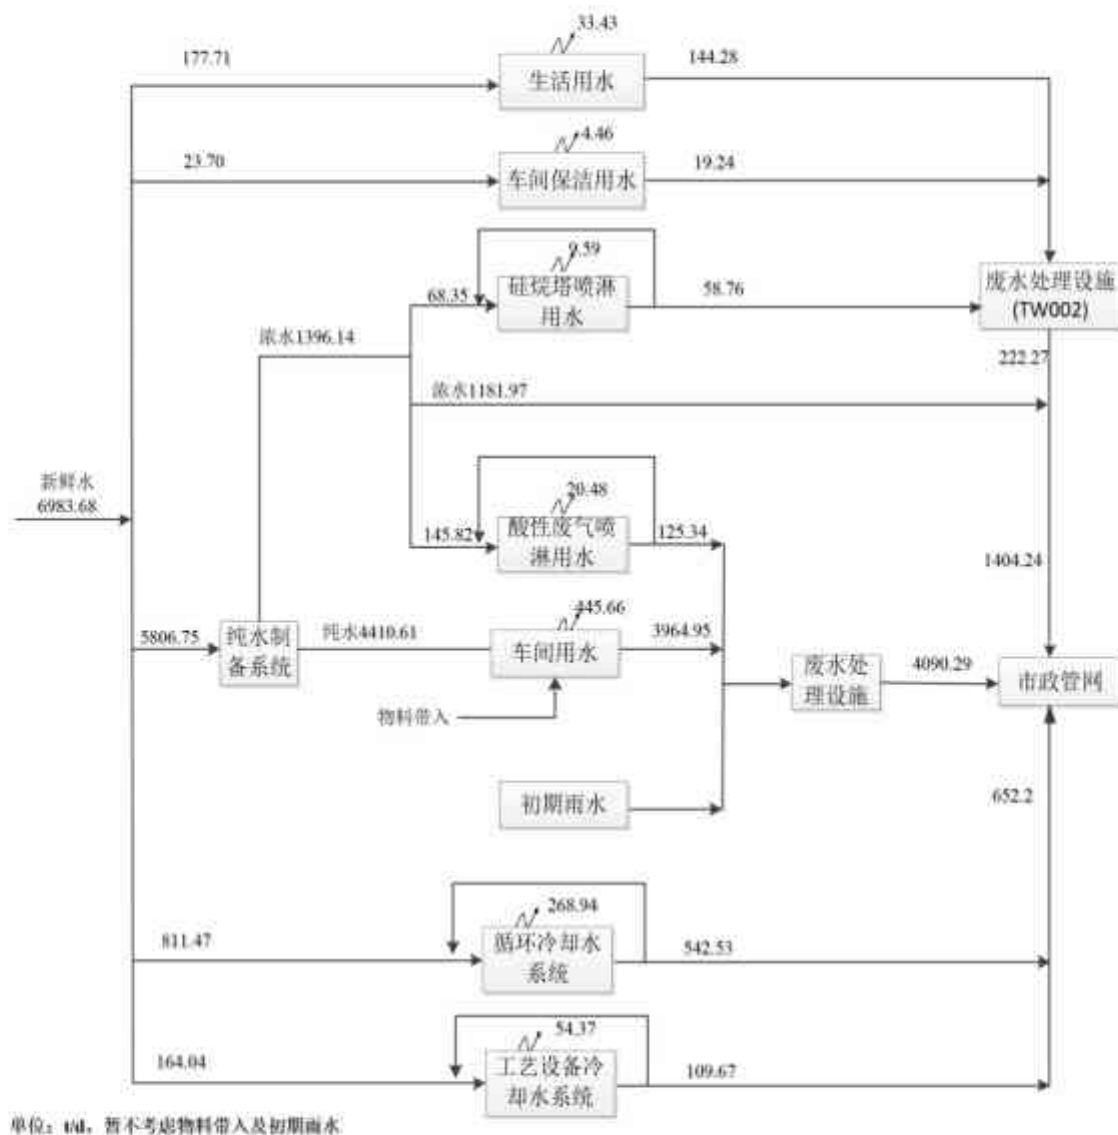 33.43
177.71
生活用水
144.28
4.46
23.70
车间保洁用水
19.24
9.59
68.35
硅烷塔喷淋
用水
58.76
废水处理设施
(TW002)
浓水1396.14
222.27
浓水1181.97
新鲜水
6983.68
20.48
145.82
酸性废气喷
淋用水
125.34
1404.24
445.66
5806.75
纯水制
备系统
纯水4410.61
车间用水
3964.95
废水处
理设施
4090.29
市政管网
物料带入
初期雨水
652.2
268.94
811.47
循环冷却水
系统
542.53
54.37
164.04
工艺设备冷
却水系统
109.67
单位：t/d，暂不考虑物料带入及初期雨水